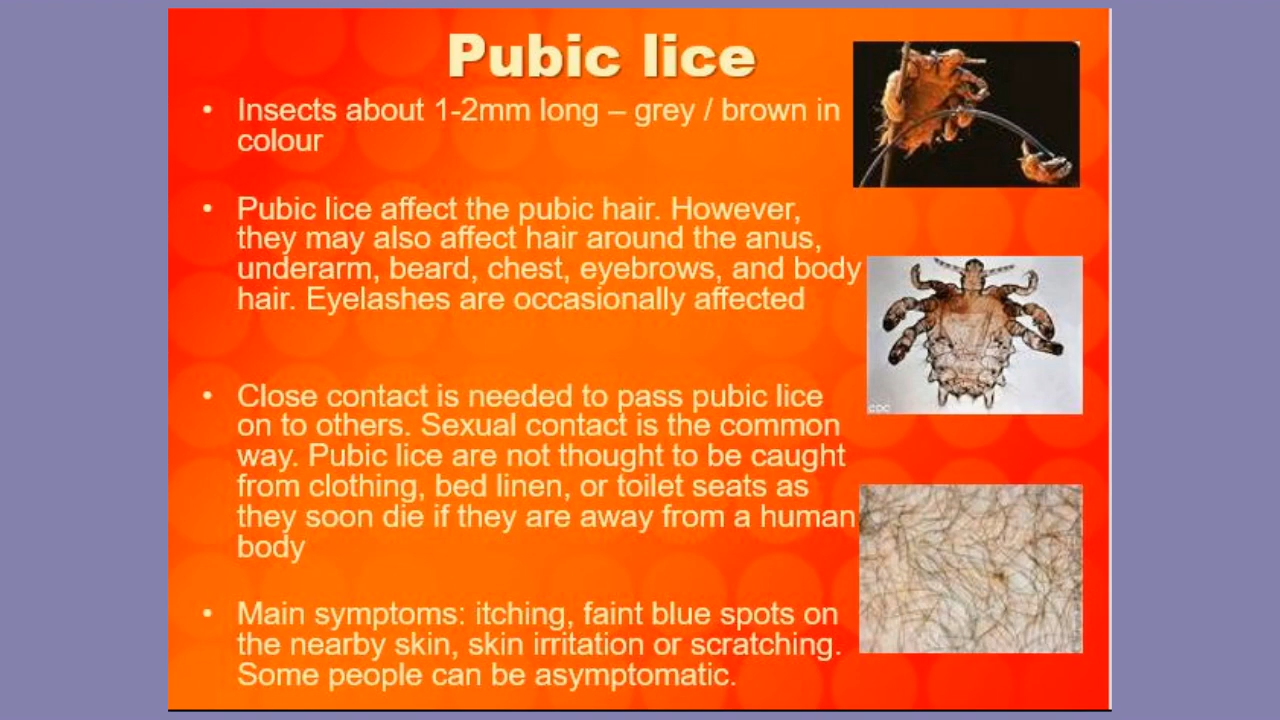 Pubic lice
• Insects about 1-2mm long – grey / brown in
colour
• Pubic lice affect the pubic hair. However,
they may also affect hair around the anus,
underarm, beard, chest, eyebrows, and body
hair. Eyelashes are occasionally affected
• Close contact is needed to pass pubic lice
on to others. Sexual contact is the common
way. Pubic lice are not thought to be caught
from clothing, bed linen, or toilet seats as
they soon die if they are away from a human
body
• Main symptoms: itching, faint blue spots on
the nearby skin, skin irritation or scratching.
Some people can be asymptomatic.
CDC